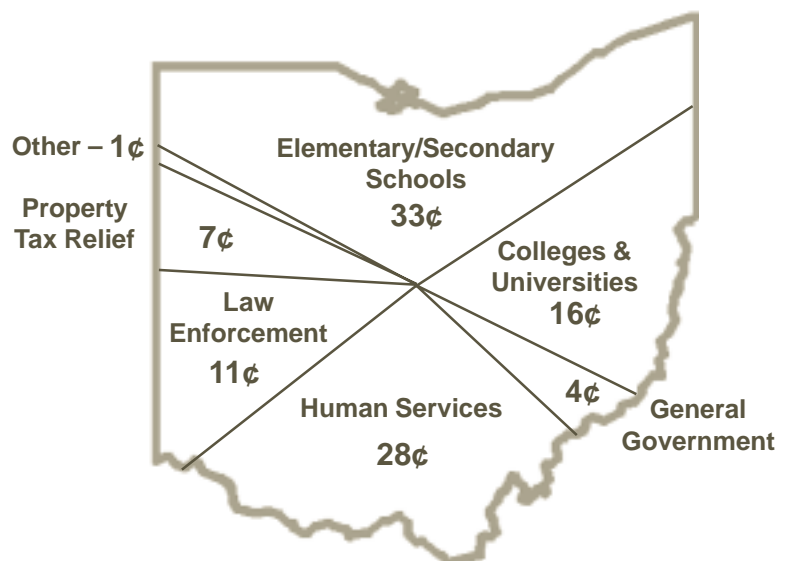 Other – 1¢
Elementary/Secondary
Schools
33¢
Property
Tax Relief
7¢
Colleges &
Universities
16¢
Law
Enforcement
11¢
4¢
General
Government
Human Services
28¢